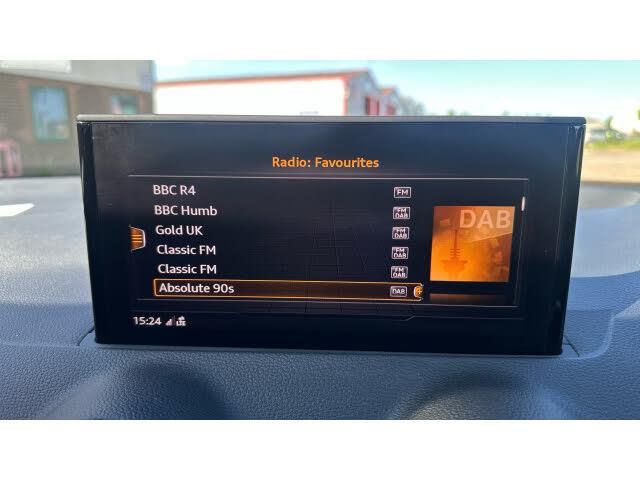 Radio: Favourites
BBC R4 FM
BBC Humb FM DAB
Gold UK FM DAB
Classic FM FM DAB
Classic FM FM DAB
Absolute 90s DAB
DAB
15:24 LTE